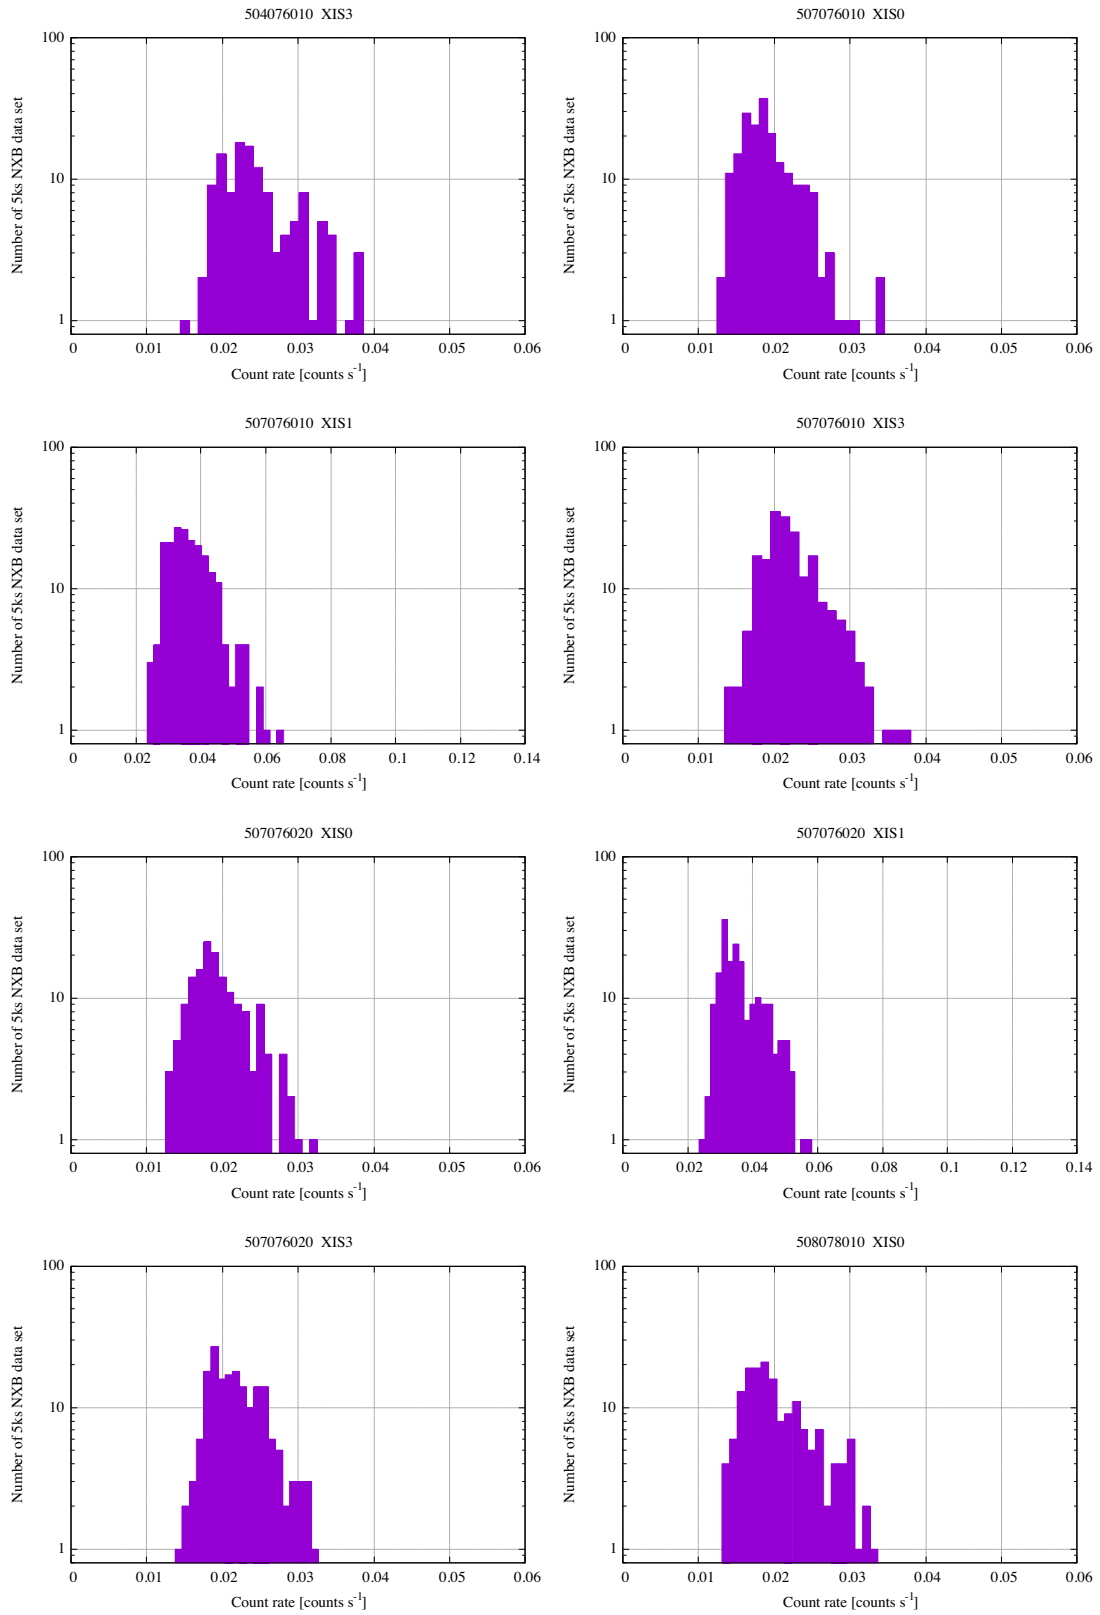 504076010 XIS3
100
10
1
Number of 5ks NXB data set
0 0.01 0.02 0.03 0.04 0.05 0.06
Count rate [counts s-1]
507076010 XIS0
100
10
1
Number of 5ks NXB data set
0 0.01 0.02 0.03 0.04 0.05 0.06
Count rate [counts s-1]
507076010 XIS1
100
10
1
Number of 5ks NXB data set
0 0.02 0.04 0.06 0.08 0.1 0.12 0.14
Count rate [counts s-1]
507076010 XIS3
100
10
1
Number of 5ks NXB data set
0 0.01 0.02 0.03 0.04 0.05 0.06
Count rate [counts s-1]
507076020 XIS0
100
10
1
Number of 5ks NXB data set
0 0.01 0.02 0.03 0.04 0.05 0.06
Count rate [counts s-1]
507076020 XIS1
100
10
1
Number of 5ks NXB data set
0 0.02 0.04 0.06 0.08 0.1 0.12 0.14
Count rate [counts s-1]
507076020 XIS3
100
10
1
Number of 5ks NXB data set
0 0.01 0.02 0.03 0.04 0.05 0.06
Count rate [counts s-1]
508078010 XIS0
100
10
1
Number of 5ks NXB data set
0 0.01 0.02 0.03 0.04 0.05 0.06
Count rate [counts s-1]